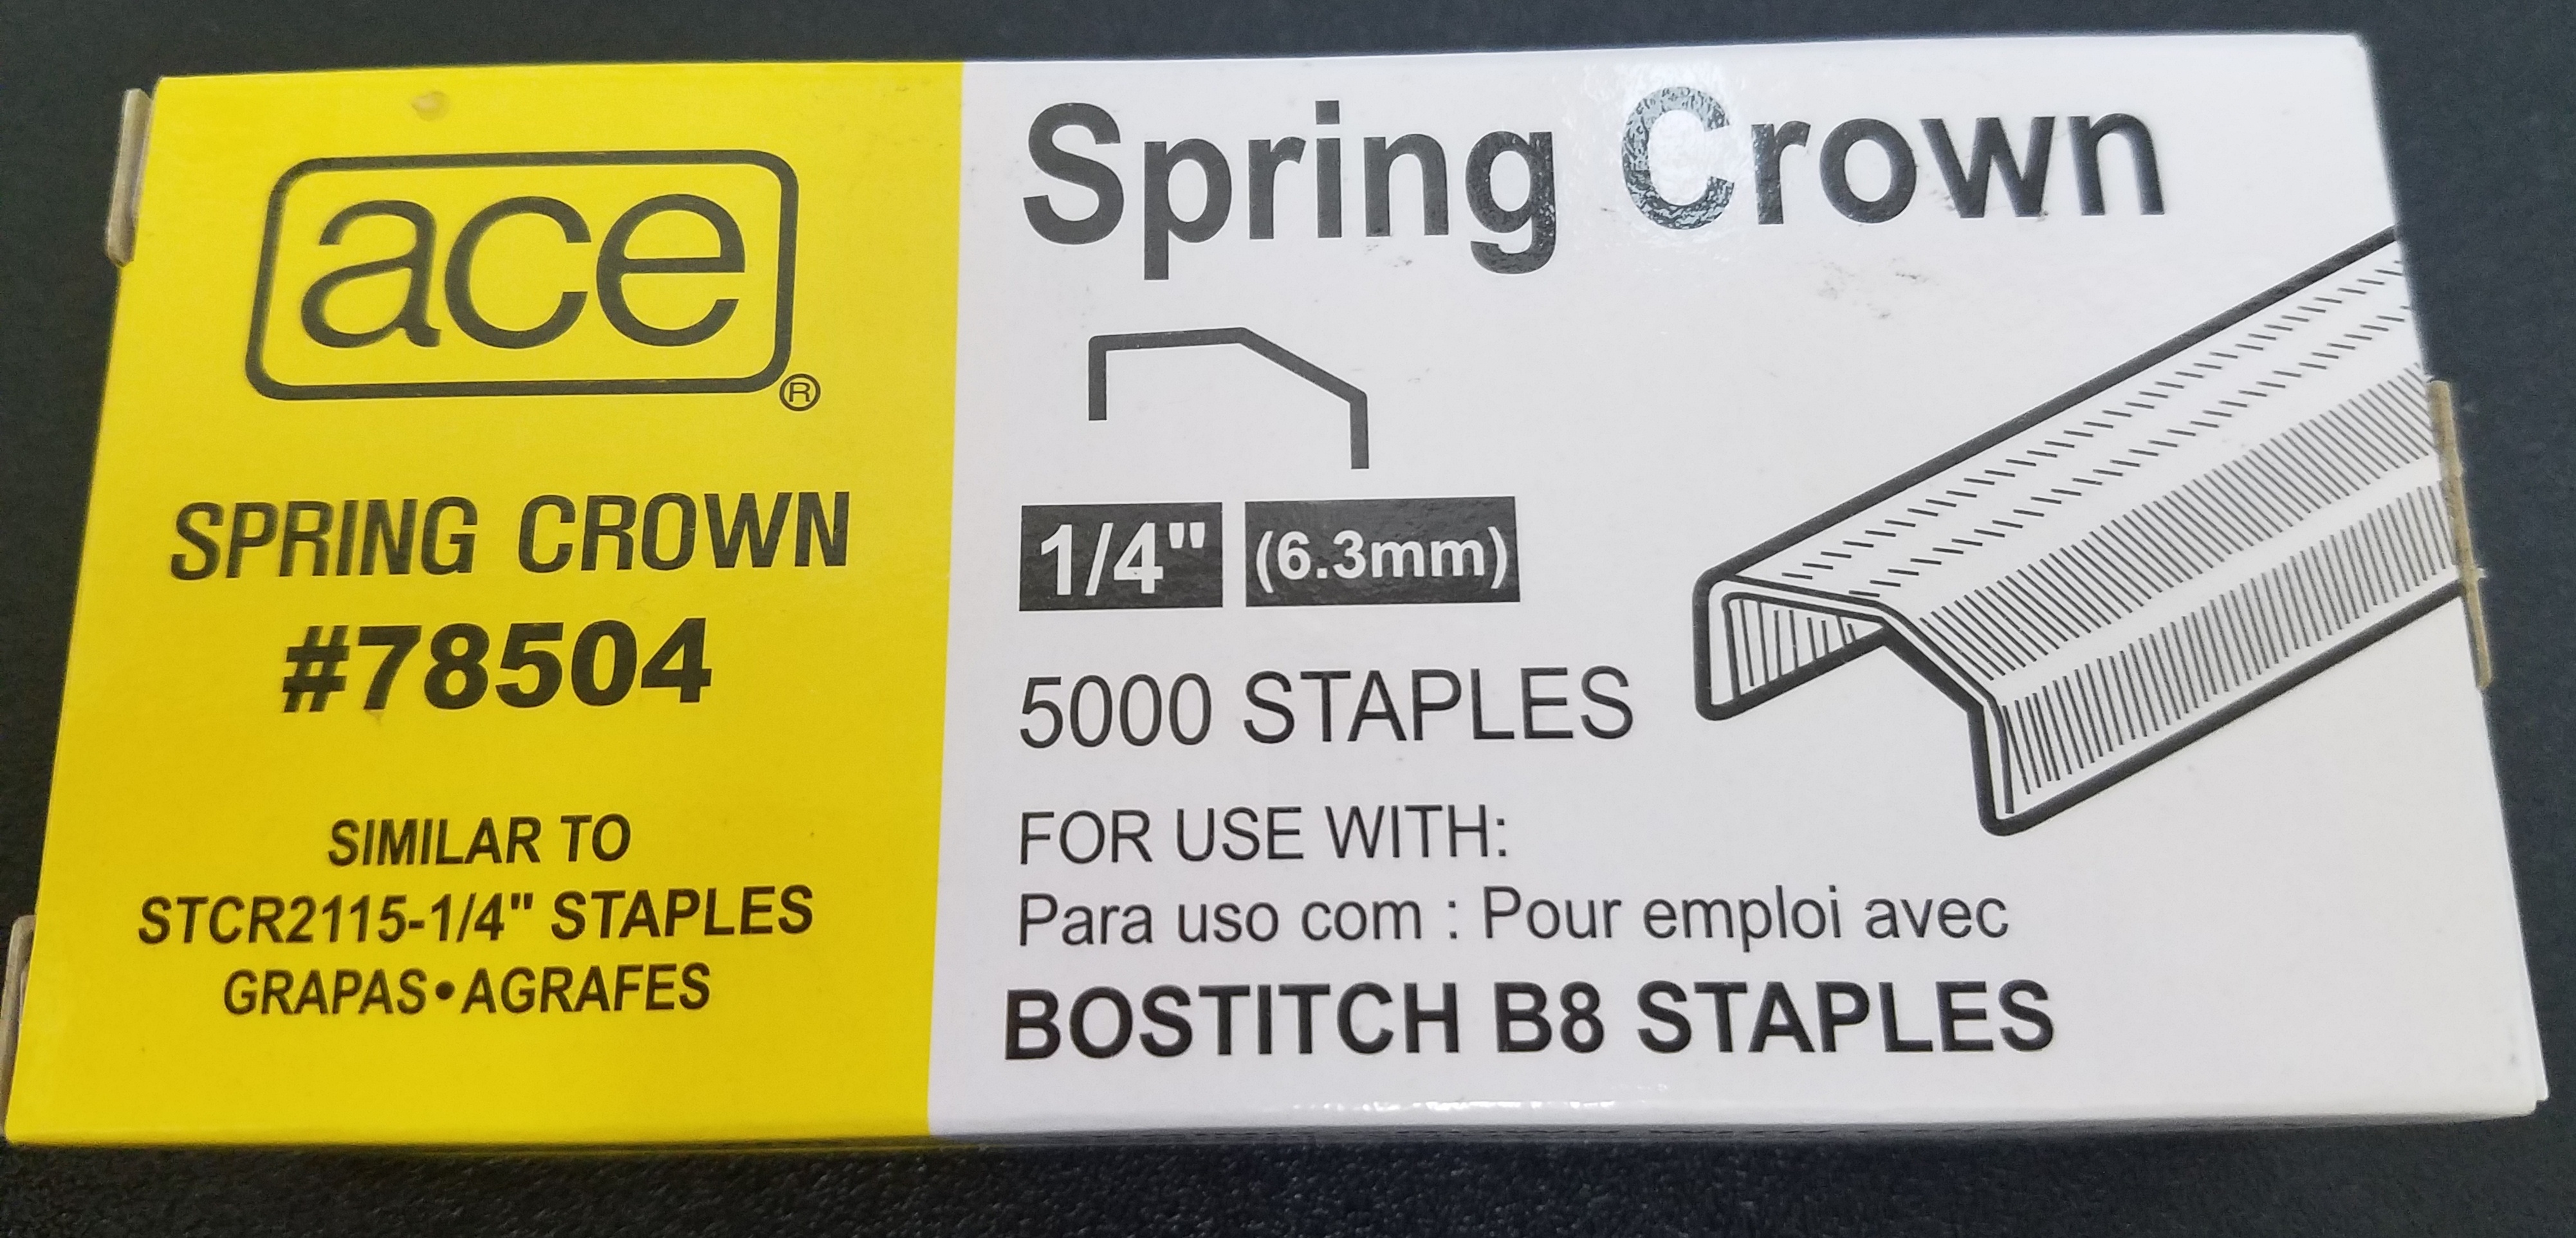 ace®
SPRING CROWN
#78504
SIMILAR TO
STCR2115-1/4" STAPLES
GRAPAS•AGRAFES
Spring Crown
1/4" (6.3mm)
5000 STAPLES
FOR USE WITH:
Para uso com : Pour emploi avec
BOSTITCH B8 STAPLES